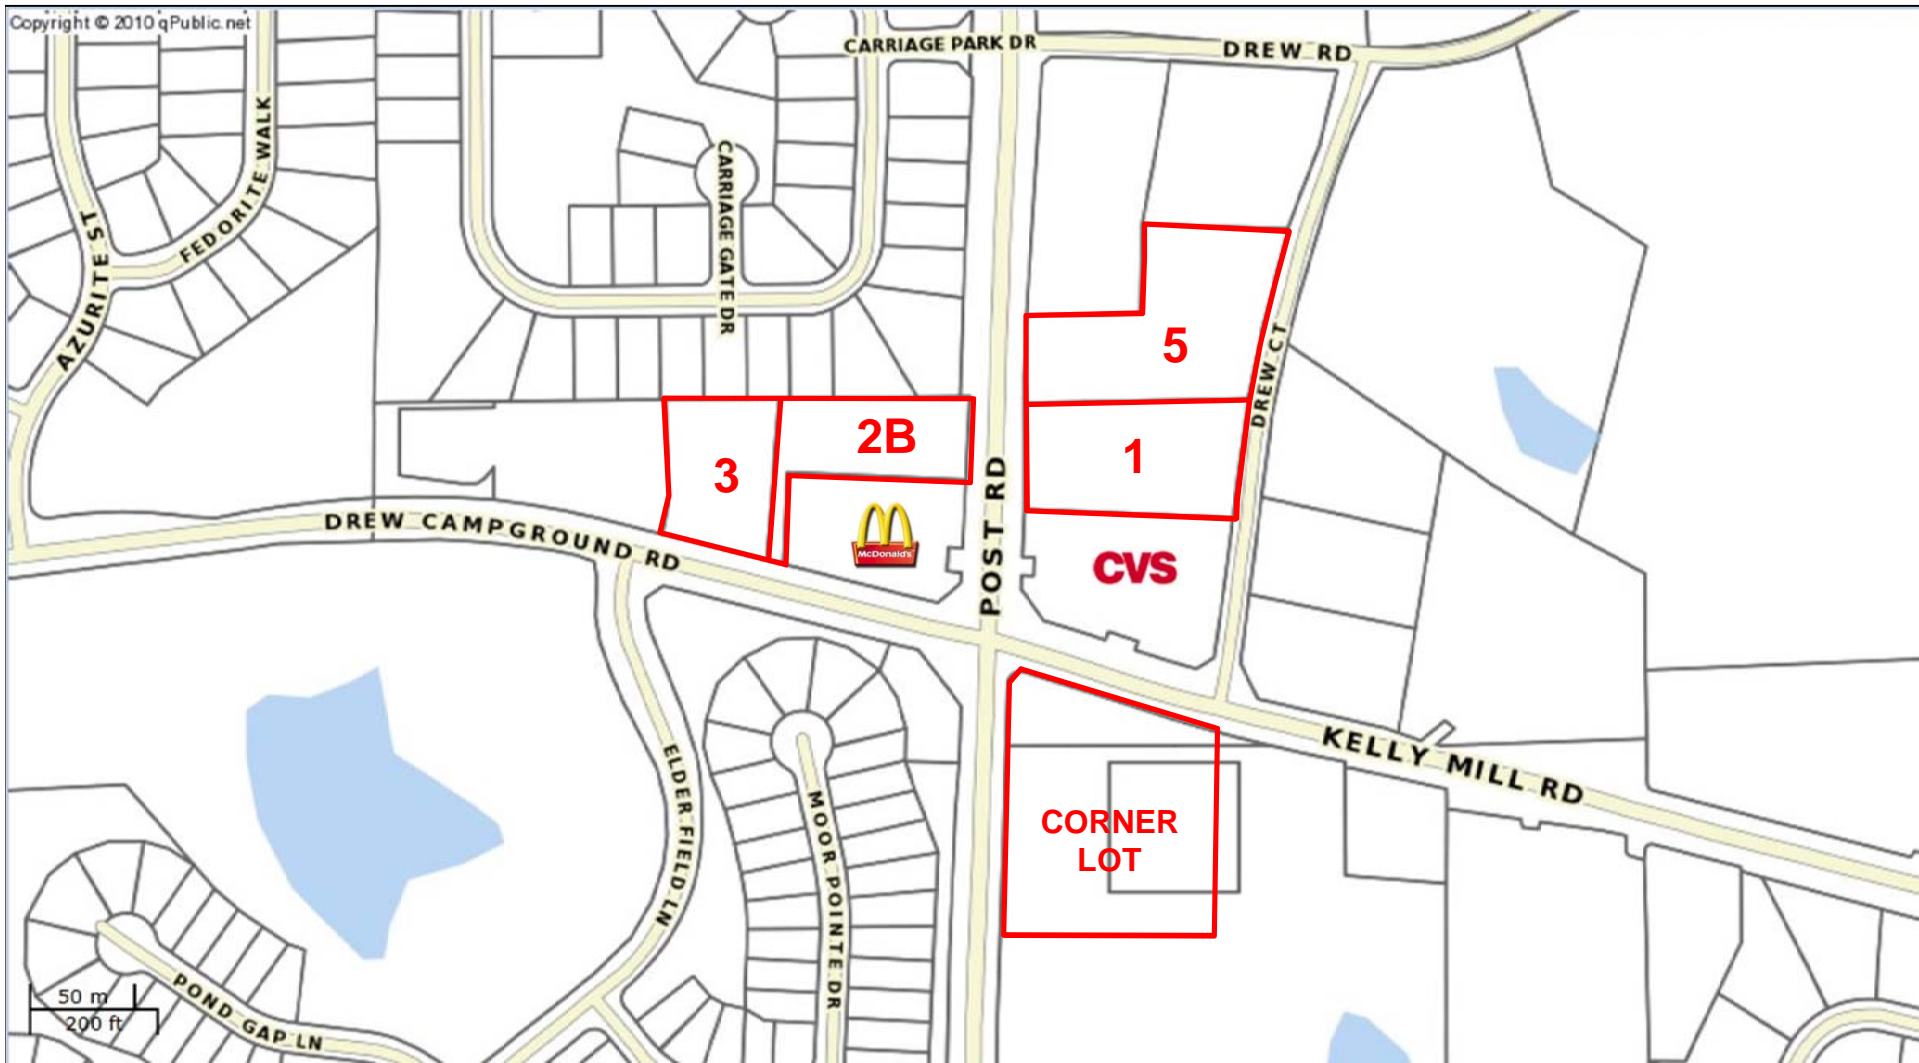 Copyright © 2010 qPublic.net
CARRIAGE PARK DR
DREW RD
FEDORITE WALK
CARRIAGE GATE DR
AZURITE ST
5
DREW CT
2B
1
3
POST RD
DREW CAMPGROUND RD
McDonald's
CVS
KELLY MILL RD
ELDER FIELD LN
MOOR POINTE DR
CORNER
LOT
POND GAP LN
50 m
200 ft